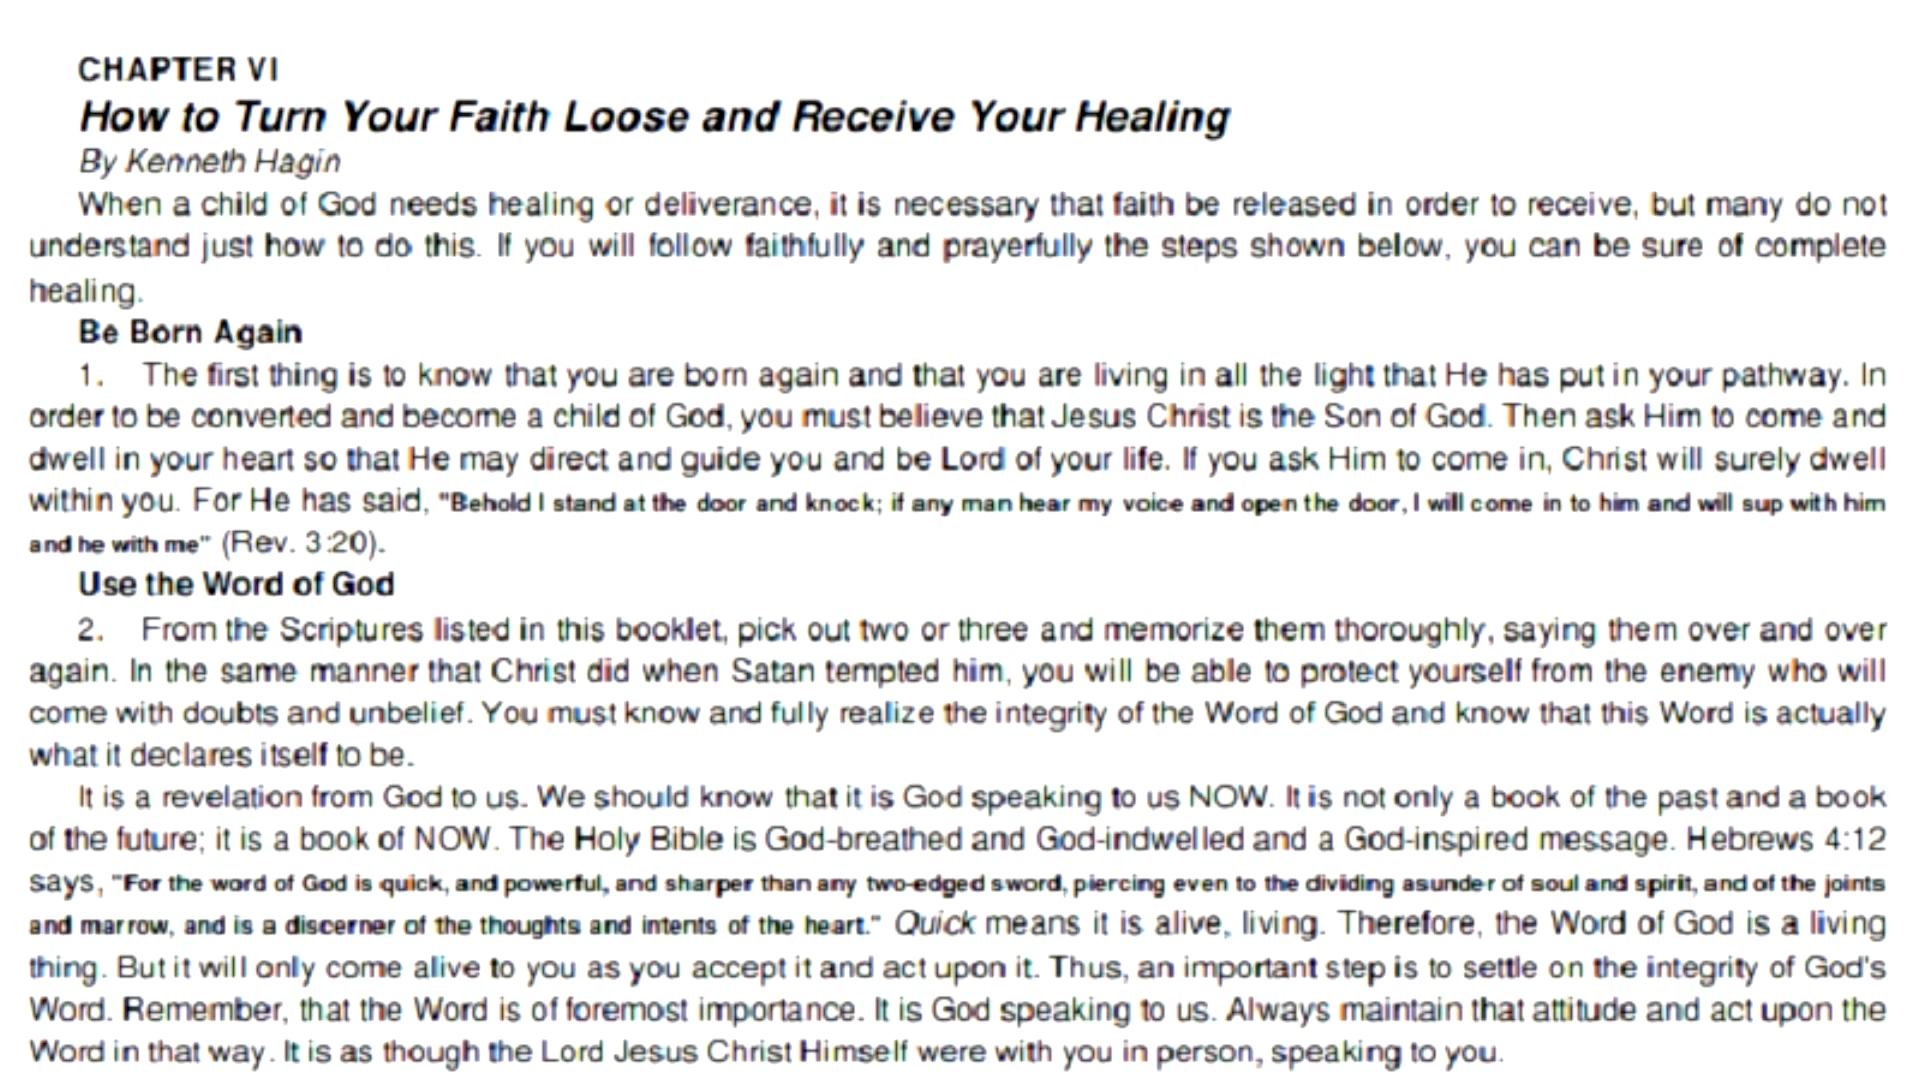 CHAPTER VI
How to Turn Your Faith Loose and Receive Your Healing
By Kenneth Hagin
When a child of God needs healing or deliverance, it is necessary that faith be released in order to receive, but many do not
understand just how to do this. If you will follow faithfully and prayerfully the steps shown below, you can be sure of complete
healing.
Be Born Again
1. The first thing is to know that you are born again and that you are living in all the light that He has put in your pathway. In
order to be converted and become a child of God, you must believe that Jesus Christ is the Son of God. Then ask Him to come and
dwell in your heart so that He may direct and guide you and be Lord of your life. If you ask Him to come in, Christ will surely dwell
within you. For He has said, "Behold I stand at the door and knock; if any man hear my voice and open the door, I will come in to him and will sup with him
and he with me" (Rev. 3:20).
Use the Word of God
2. From the Scriptures listed in this booklet, pick out two or three and memorize them thoroughly, saying them over and over
again. In the same manner that Christ did when Satan tempted him, you will be able to protect yourself from the enemy who will
come with doubts and unbelief. You must know and fully realize the integrity of the Word of God and know that this Word is actually
what it declares itself to be.
It is a revelation from God to us. We should know that it is God speaking to us NOW. It is not only a book of the past and a book
of the future; it is a book of NOW. The Holy Bible is God-breathed and God-indwelled and a God-inspired message. Hebrews 4:12
says, "For the word of God is quick, and powerful, and sharper than any two-edged sword, piercing even to the dividing asunder of soul and spirit, and of the joints
and marrow, and is a discerner of the thoughts and intents of the heart." Quick means it is alive, living. Therefore, the Word of God is a living
thing. But it will only come alive to you as you accept it and act upon it. Thus, an important step is to settle on the integrity of God's
Word. Remember, that the Word is of foremost importance. It is God speaking to us. Always maintain that attitude and act upon the
Word in that way. It is as though the Lord Jesus Christ Himself were with you in person, speaking to you.